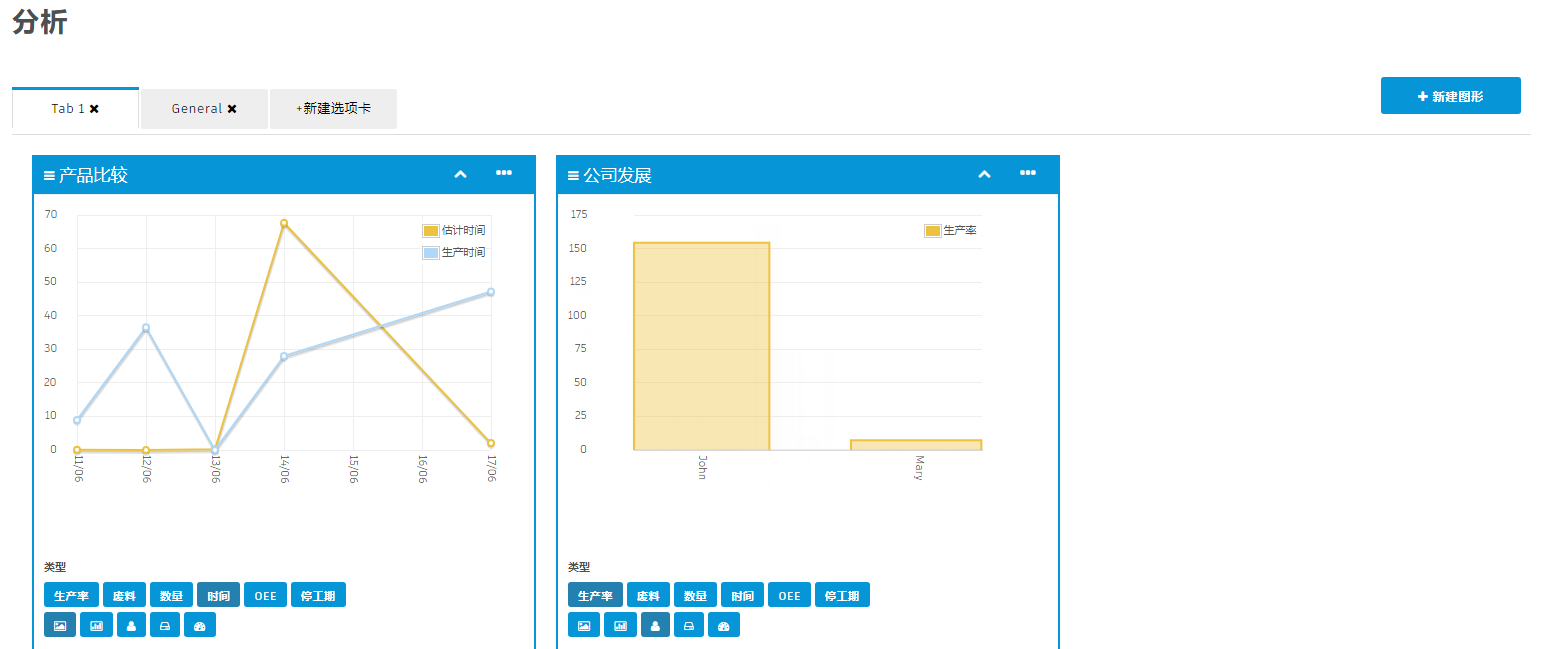 分析
Tab 1 ✖
General ✖
+新建选项卡
+ 新建图形
产品比较
70
60
50
40
30
20
10
0
估计时间
生产时间
11/06
12/06
13/06
14/06
15/06
16/06
17/06
类型
生产率 废料 数量 时间 OEE 停工期
公司发展
175
150
125
100
75
50
25
0
生产率
John
Mary
类型
生产率 废料 数量 时间 OEE 停工期